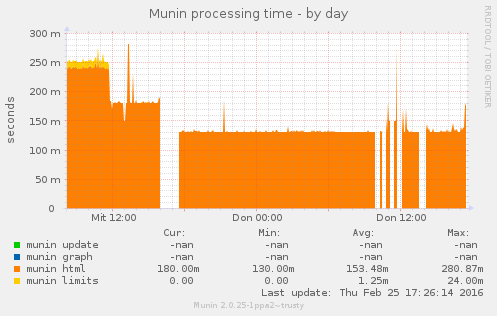 Munin processing time - by day
RRDTOOL / TOBI OETIKER
seconds
300 m
250 m
200 m
150 m
100 m
50 m
0
Mit 12:00 Don 00:00 Don 12:00
Cur: Min: Avg: Max:
munin update -nan -nan -nan -nan
munin graph -nan -nan -nan -nan
munin html 180.00m 130.00m 153.48m 280.87m
munin limits 0.00 0.00 1.25m 24.00m
Last update: Thu Feb 25 17:26:14 2016
Munin 2.0.25-1ppa2~trusty